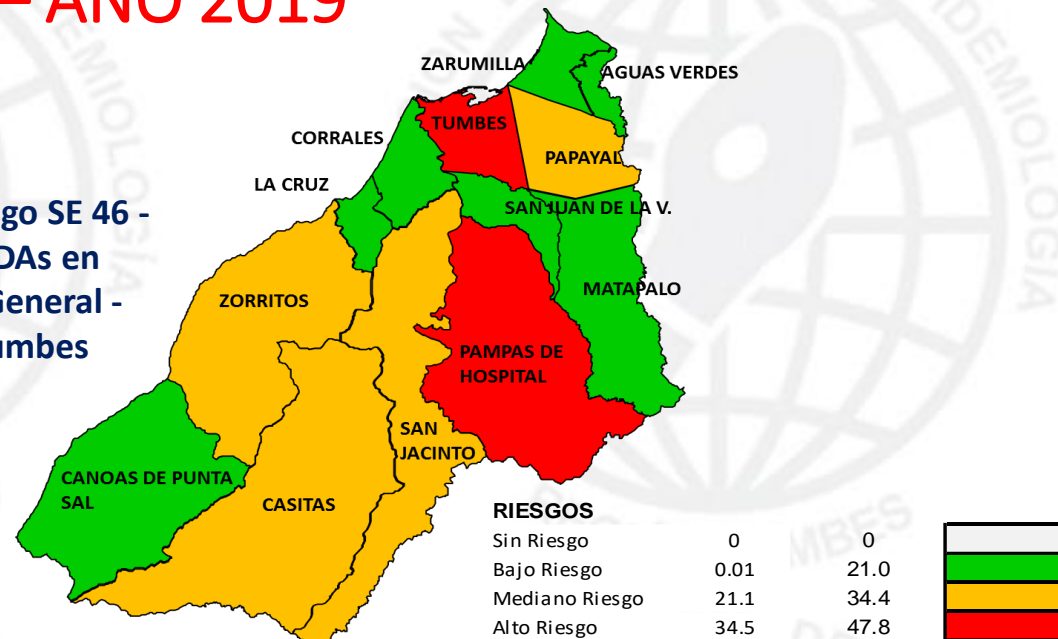 – AÑO 2019
ZARUMILLA
AGUAS VERDES
TUMBES
CORRALES
PAPAYAL
LA CRUZ
go SE 46 -
SAN JUAN DE LA V.
DAs en
General -
ZORRITOS
MATAPALO
umbes
PAMPAS DE
HOSPITAL
SAN
JACINTO
CANOAS DE PUNTA
SAL
CASITAS
RIESGOS
Sin Riesgo 0 0
Bajo Riesgo 0.01 21.0
Mediano Riesgo 21.1 34.4
Alto Riesgo 34.5 47.8